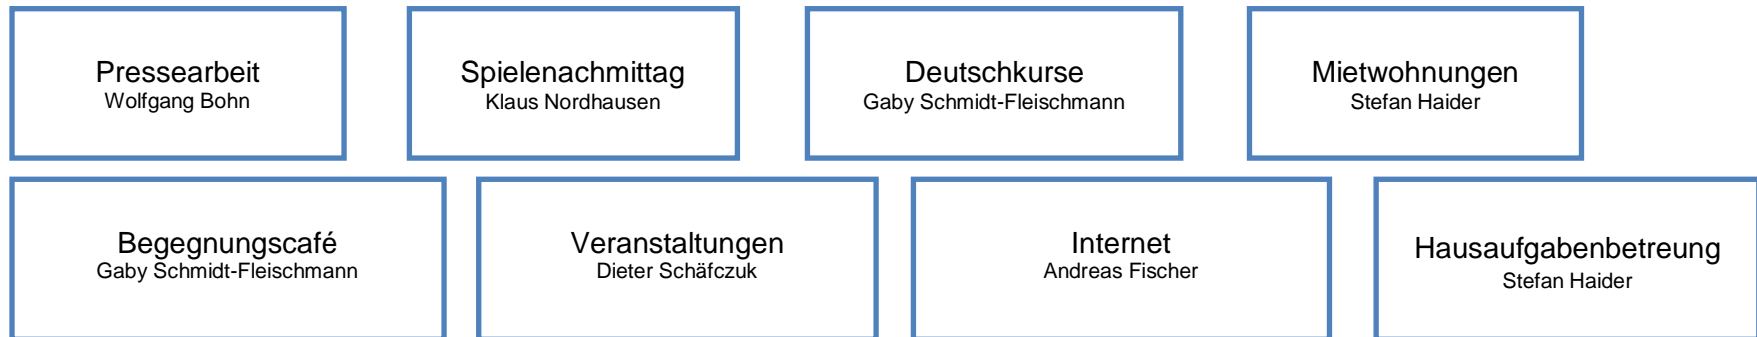 Pressearbeit
Wolfgang Bohn
Spielenachmittag
Klaus Nordhausen
Deutschkurse
Gaby Schmidt-Fleischmann
Mietwohnungen
Stefan Haider
Begegnungscafé
Gaby Schmidt-Fleischmann
Veranstaltungen
Dieter Schäfczuk
Internet
Andreas Fischer
Hausaufgabenbetreung
Stefan Haider